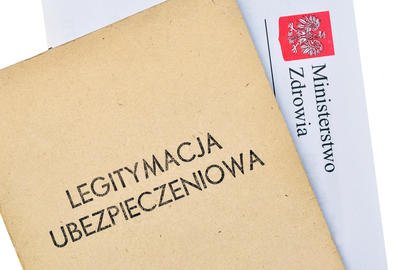 Ministerstwo
Zdrowia
LEGITYMACJA
UBEZPIECZENIOWA